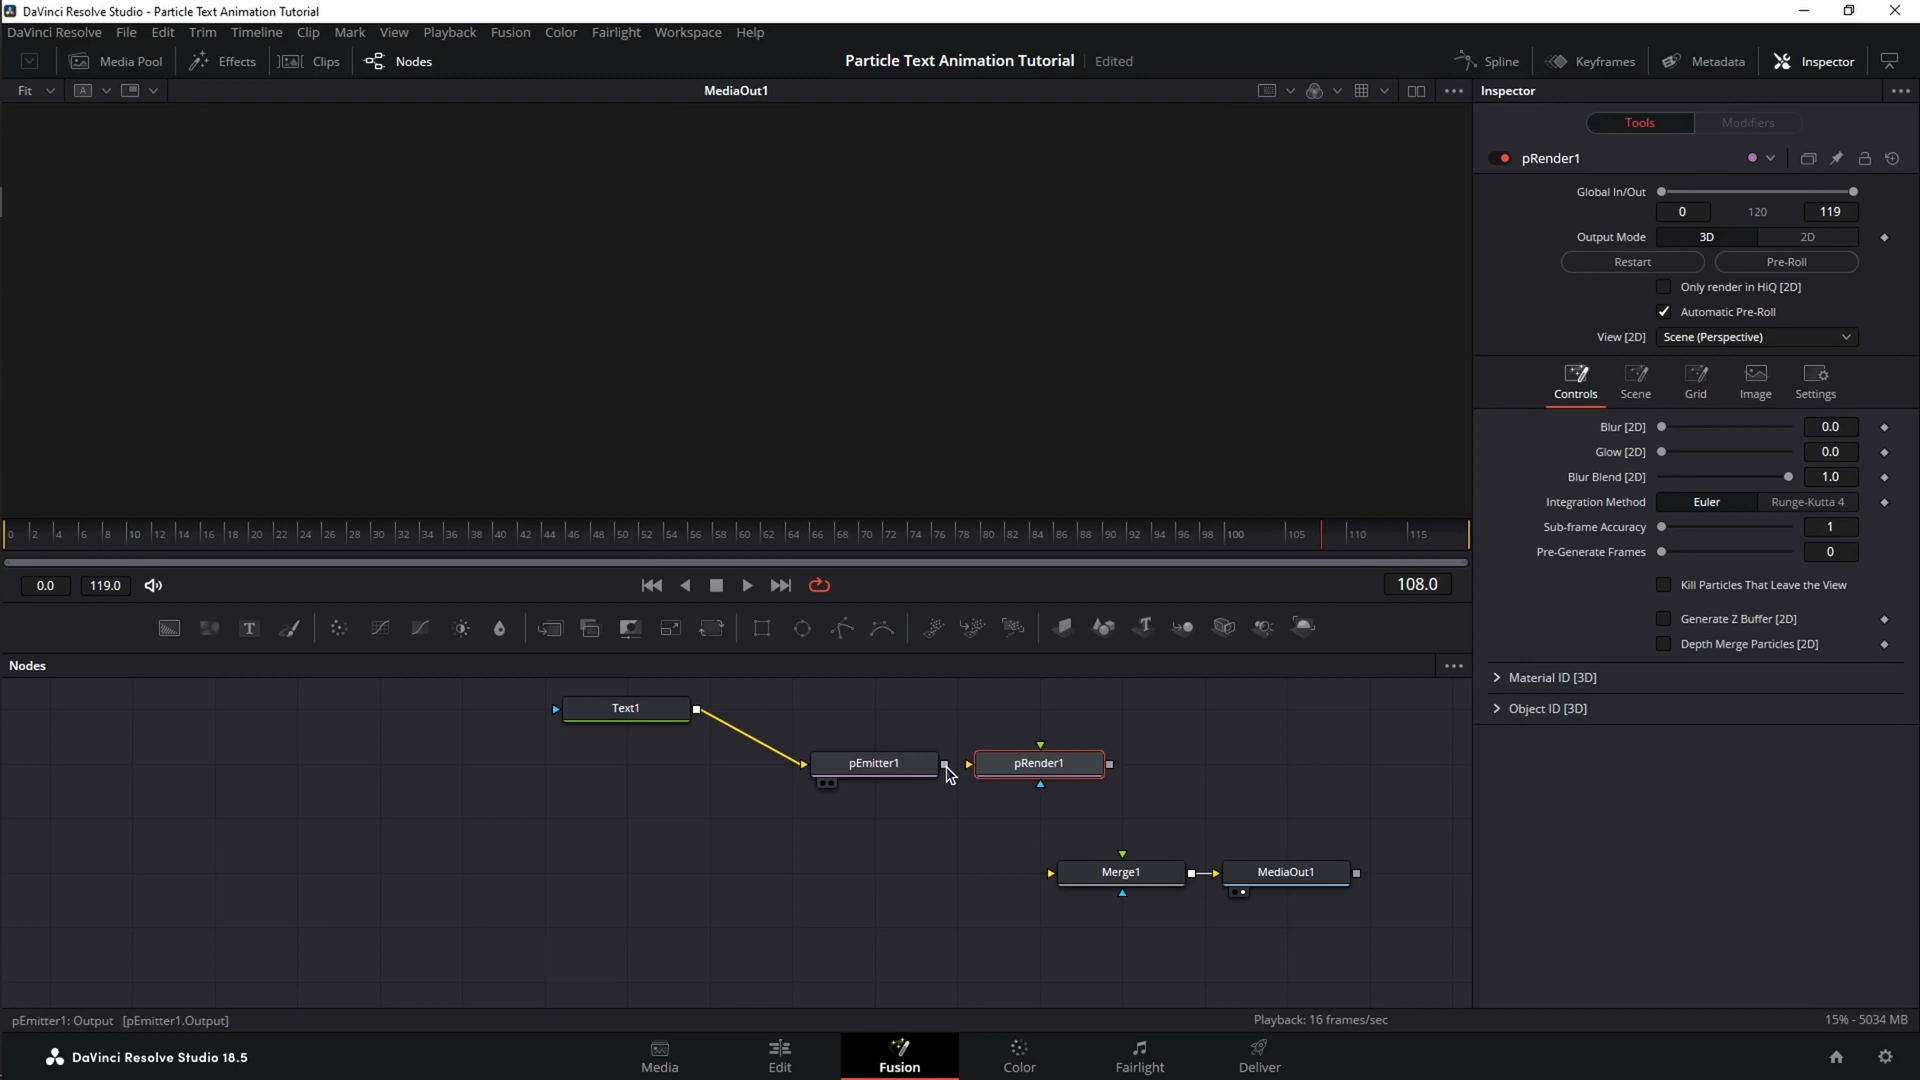 DaVinci Resolve Studio - Particle Text Animation Tutorial
DaVinci Resolve File Edit Trim Timeline Clip Mark View Playback Fusion Color Fairlight Workspace Help
Media Pool Effects Clips Nodes Particle Text Animation Tutorial Edited Spline Keyframes Metadata Inspector
Fit A MediaOut1 Inspector
Tools Modifiers
pRender1
Global In/Out
0 120 119
Output Mode 3D 2D
Restart Pre-Roll
Only render in HiQ [2D]
Automatic Pre-Roll
View [2D] Scene (Perspective)
Controls Scene Grid Image Settings
Blur [2D] 0.0
Glow [2D] 0.0
Blur Blend [2D] 1.0
Integration Method Euler Runge-Kutta 4
Sub-frame Accuracy 1
Pre-Generate Frames 0
Kill Particles That Leave the View
Generate Z Buffer [2D]
Depth Merge Particles [2D]
Material ID [3D]
Object ID [3D]
0 2 4 6 8 10 12 14 16 18 20 22 24 26 28 30 32 34 36 38 40 42 44 46 48 50 52 54 56 58 60 62 64 66 68 70 72 74 76 78 80 82 84 86 88 90 92 94 96 98 100 105 110 115
0.0 119.0 108.0
T T
Nodes
Text1
pEmitter1 pRender1
Merge1 MediaOut1
pEmitter1: Output [pEmitter1.Output] Playback: 16 frames/sec 15% - 5034 MB
DaVinci Resolve Studio 18.5 Media Edit Fusion Color Fairlight Deliver